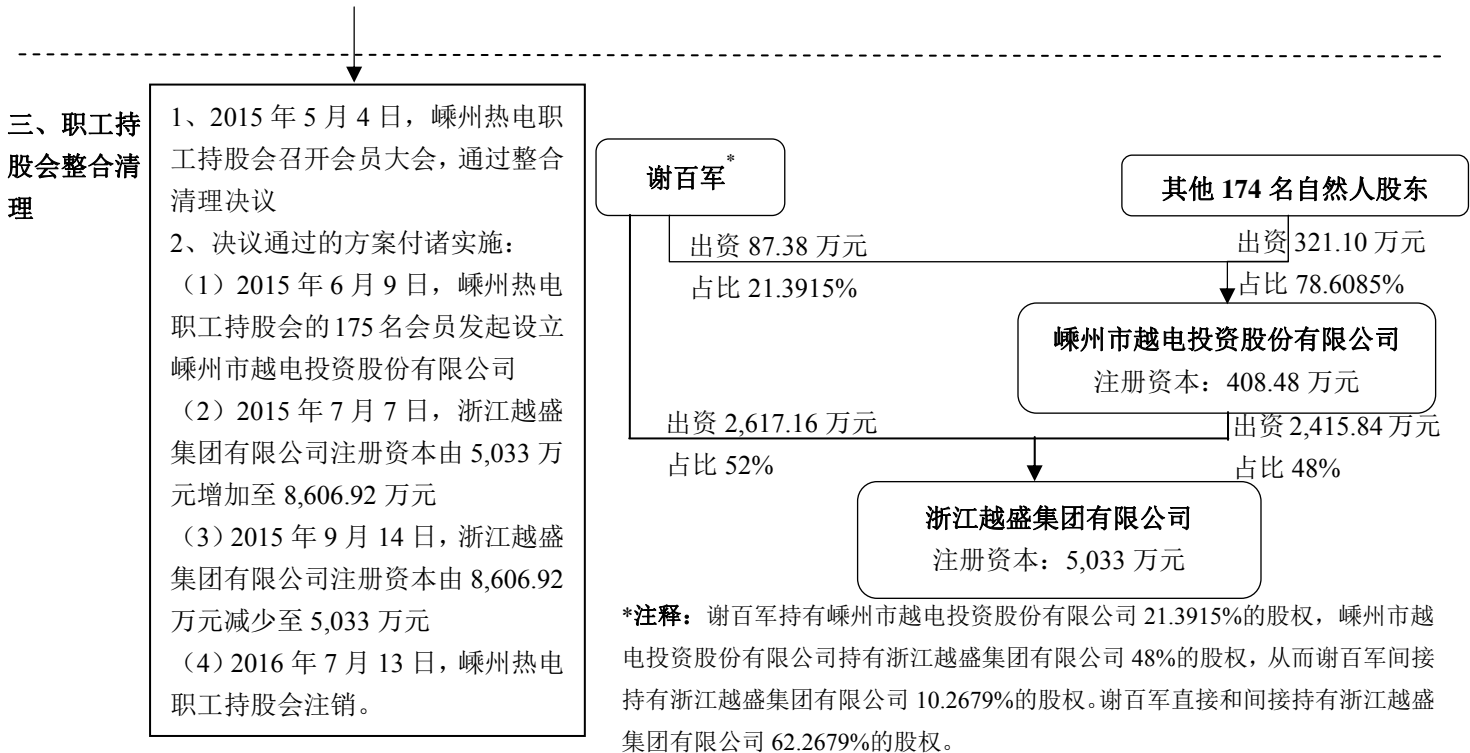 三、职工持
股会整合清
理
1、2015 年 5 月 4 日，嵊州热电职
工持股会召开会员大会，通过整合
清理决议
2、决议通过的方案付诸实施：
（1）2015 年 6 月 9 日，嵊州热电
职工持股会的 175 名会员发起设立
嵊州市越电投资股份有限公司
（2）2015 年 7 月 7 日，浙江越盛
集团有限公司注册资本由 5,033 万
元增加至 8,606.92 万元
（3）2015 年 9 月 14 日，浙江越盛
集团有限公司注册资本由 8,606.92
万元减少至 5,033 万元
（4）2016 年 7 月 13 日，嵊州热电
职工持股会注销。
谢百军*
其他 174 名自然人股东
出资 87.38 万元
占比 21.3915%
出资 321.10 万元
占比 78.6085%
嵊州市越电投资股份有限公司
注册资本：408.48 万元
出资 2,617.16 万元
占比 52%
出资 2,415.84 万元
占比 48%
浙江越盛集团有限公司
注册资本：5,033 万元
*注释：谢百军持有嵊州市越电投资股份有限公司 21.3915%的股权，嵊州市越
电投资股份有限公司持有浙江越盛集团有限公司 48%的股权，从而谢百军间接
持有浙江越盛集团有限公司 10.2679%的股权。谢百军直接和间接持有浙江越盛
集团有限公司 62.2679%的股权。